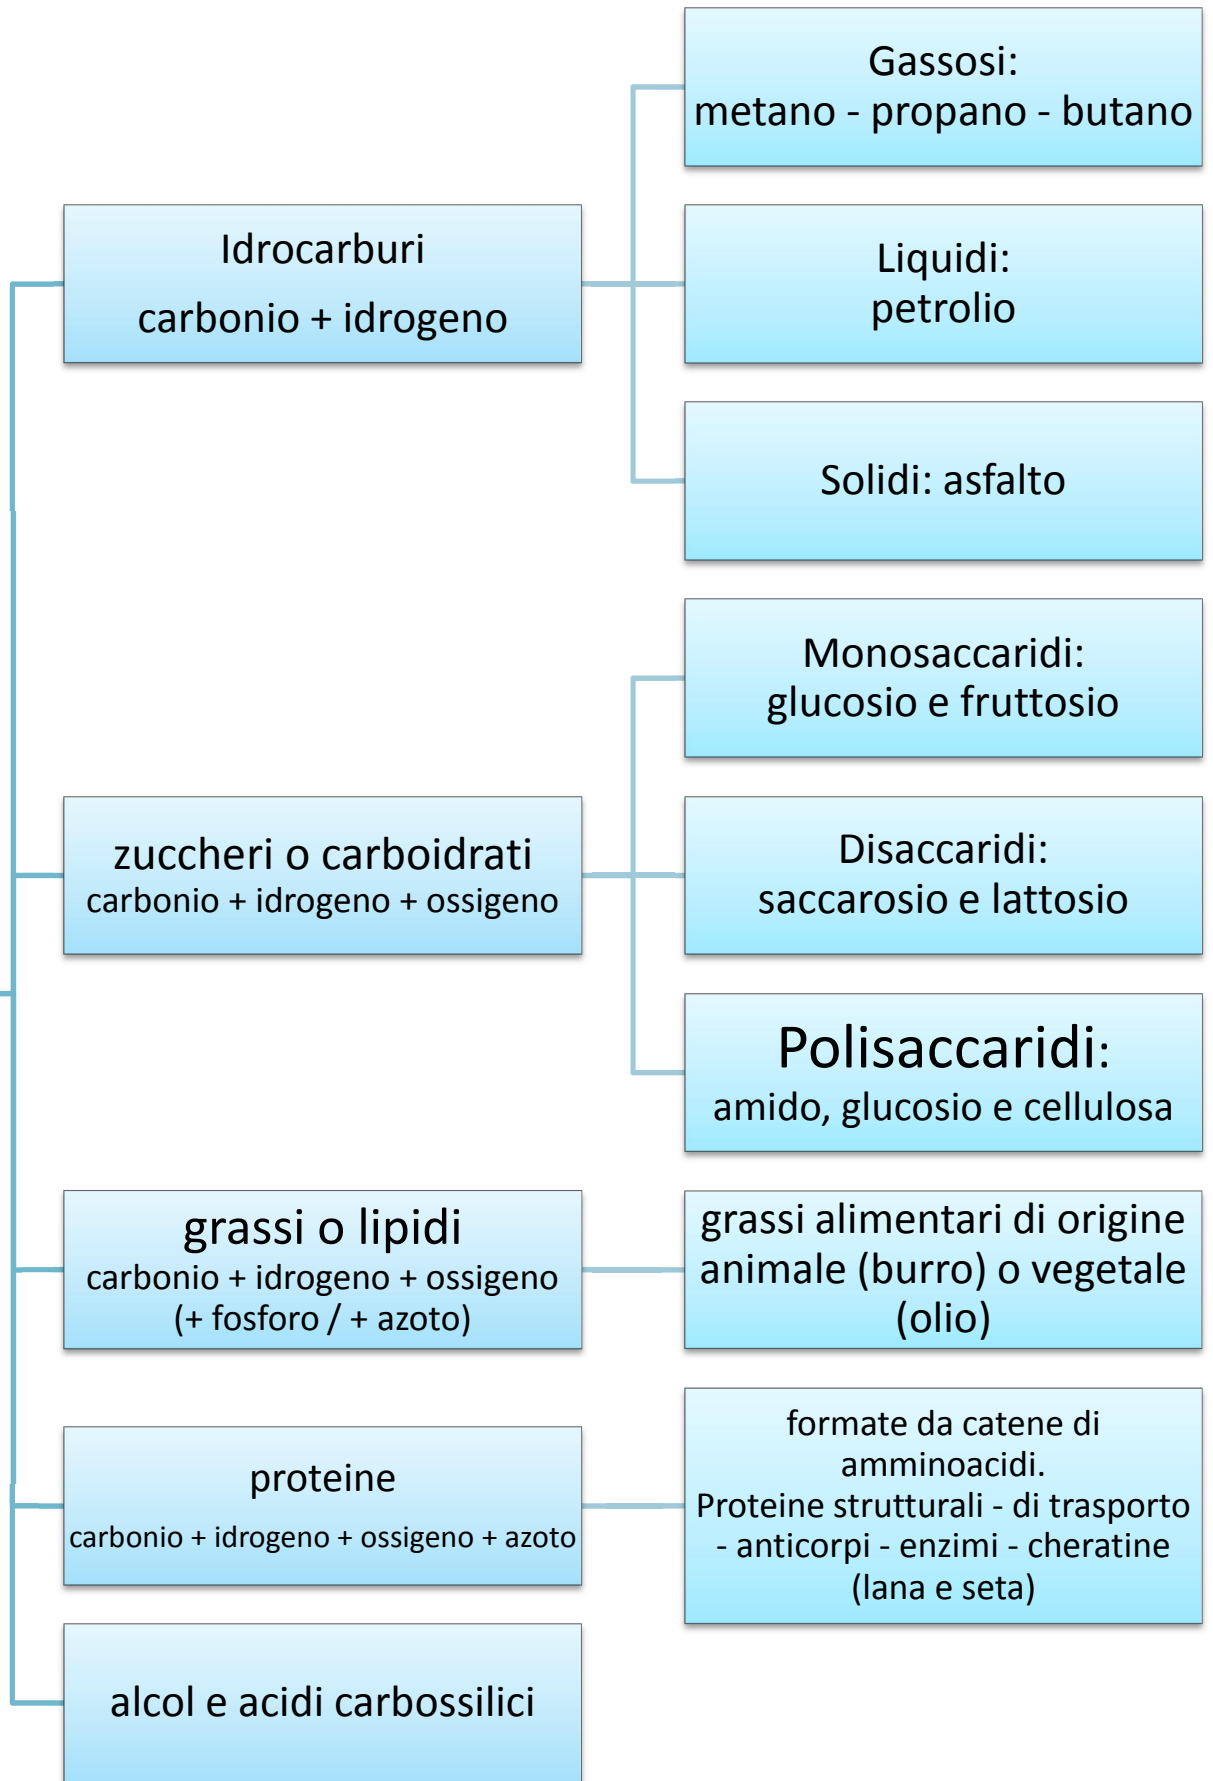 Gassosi:
metano - propano - butano
Idrocarburi
carbonio + idrogeno
Liquidi:
petrolio
Solidi: asfalto
Monosaccaridi:
glucosio e fruttosio
zuccheri o carboidrati
carbonio + idrogeno + ossigeno
Disaccaridi:
saccarosio e lattosio
Polisaccaridi:
amido, glucosio e cellulosa
grassi o lipidi
carbonio + idrogeno + ossigeno
(+ fosforo / + azoto)
grassi alimentari di origine
animale (burro) o vegetale
(olio)
proteine
carbonio + idrogeno + ossigeno + azoto
formate da catene di
amminoacidi.
Proteine strutturali - di trasporto
- anticorpi - enzimi - cheratine
(lana e seta)
alcol e acidi carbossilici